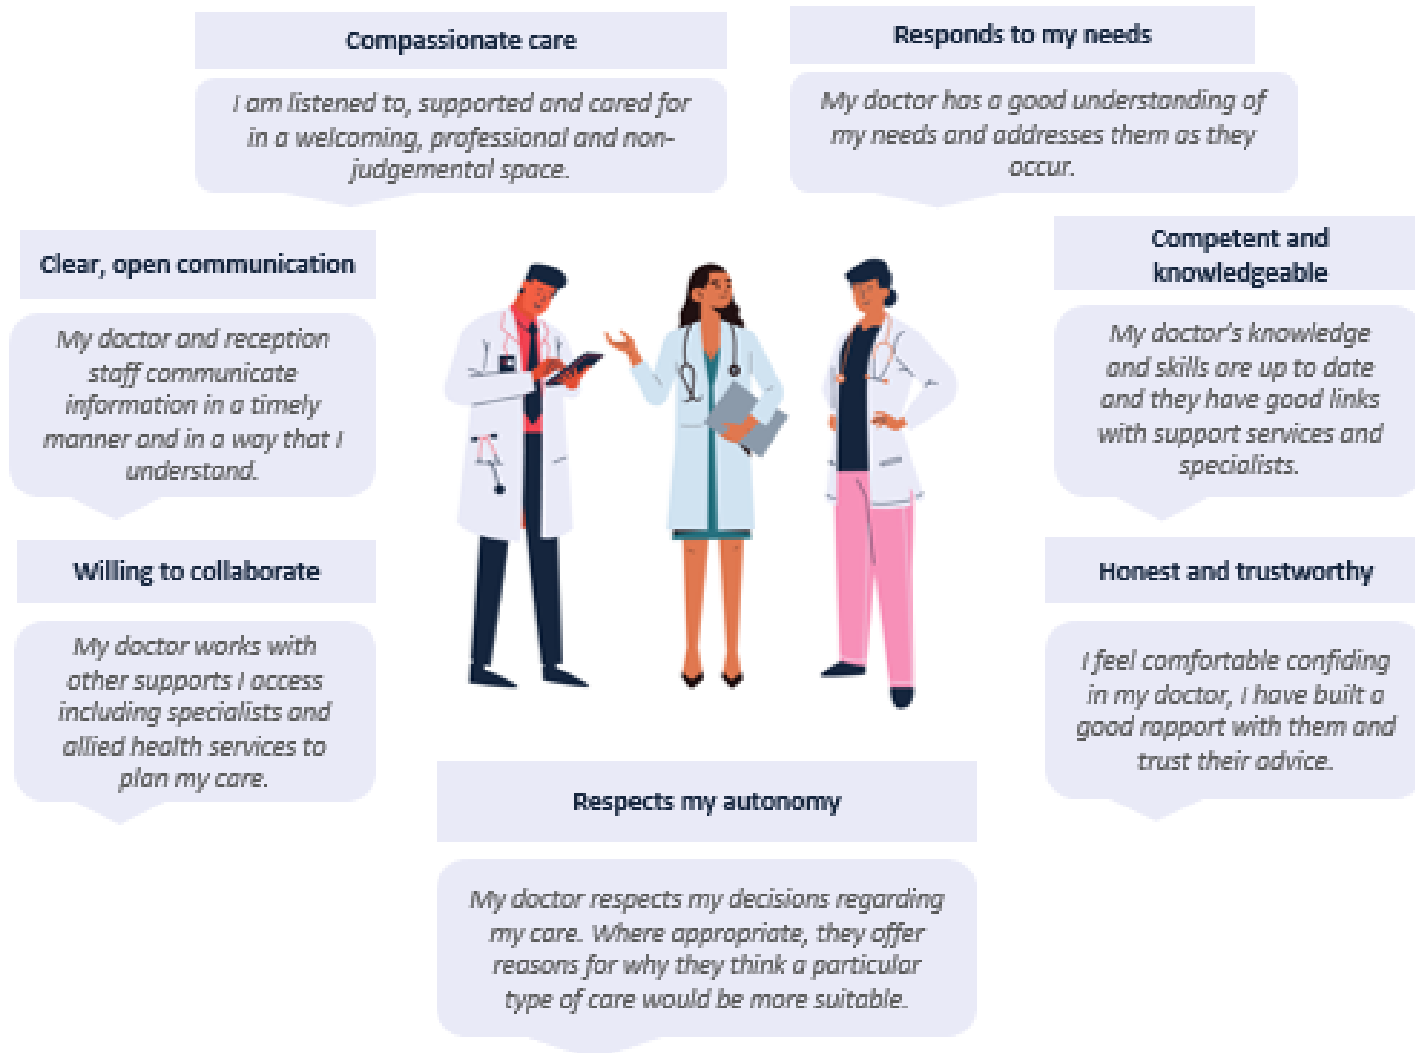 Compassionate care
I am listened to, supported and cared for
in a welcoming, professional and non-
judgemental space.
Responds to my needs
My doctor has a good understanding of
my needs and addresses them as they
occur.
Clear, open communication
My doctor and reception
staff communicate
information in a timely
manner and in a way that I
understand.
Competent and
knowledgeable
My doctor's knowledge
and skills are up to date
and they have good links
with support services and
specialists.
Willing to collaborate
My doctor works with
other supports I access
including specialists and
allied health services to
plan my care.
Honest and trustworthy
I feel comfortable confiding
in my doctor, I have built a
good rapport with them and
trust their advice.
Respects my autonomy
My doctor respects my decisions regarding
my care. Where appropriate, they offer
reasons for why they think a particular
type of care would be more suitable.